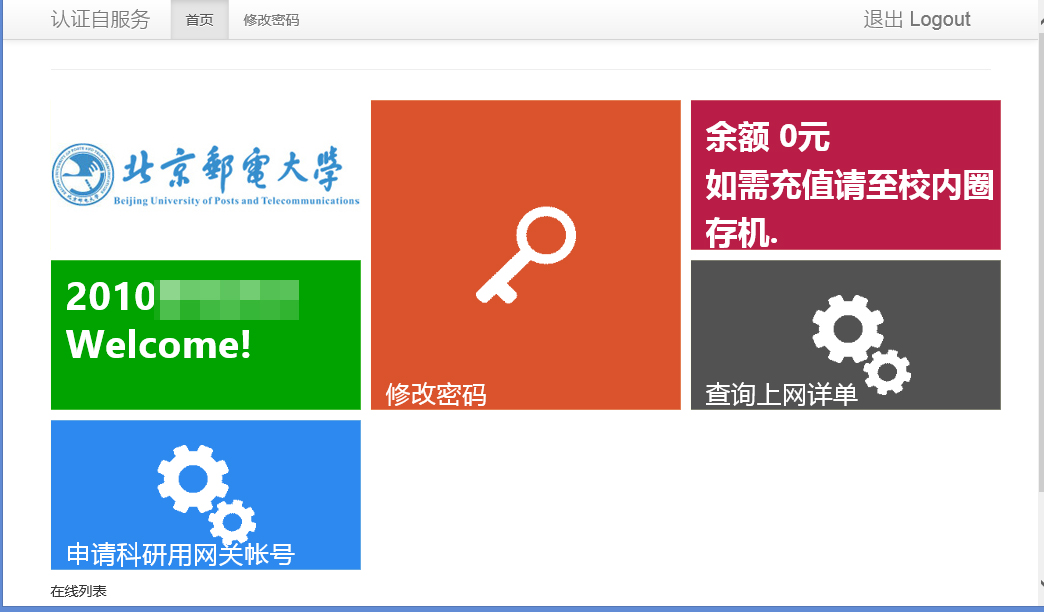 认证自服务
首页
修改密码
退出 Logout
北京郵電大學
Beijing University of Posts and Telecommunications
修改密码
余额 0元
如需充值请至校内圈
存机.
2010
Welcome!
查询上网详单
申请科研用网关帐号
在线列表